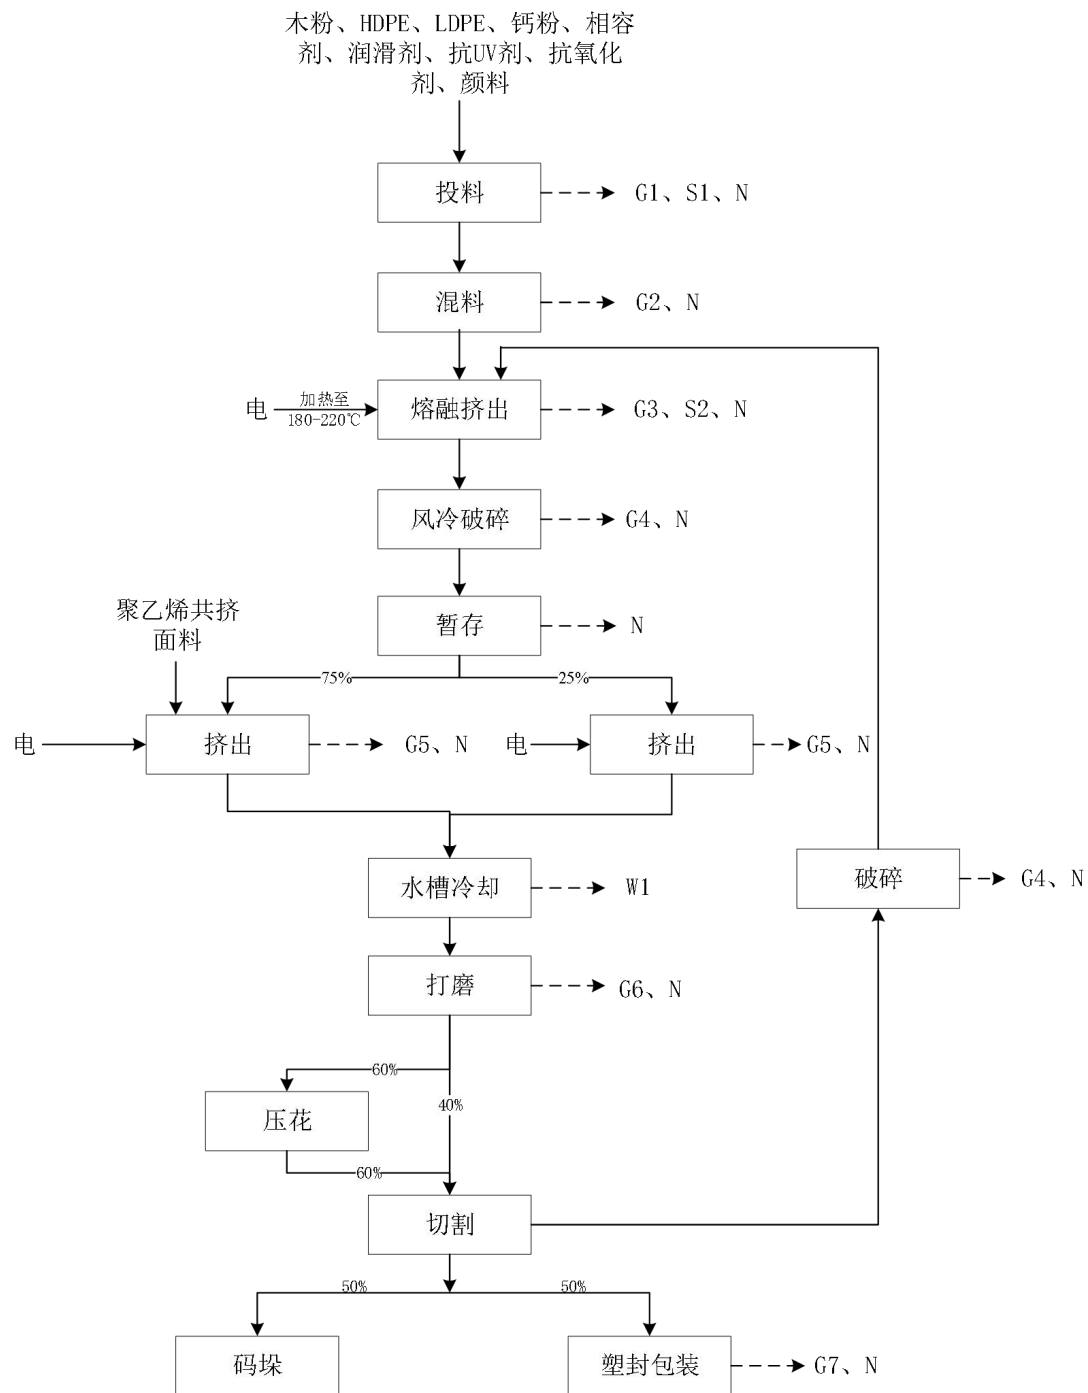 木粉、HDPE、LDPE、钙粉、相容
剂、润滑剂、抗UV剂、抗氧化
剂、颜料
投料
G1、S1、N
混料
G2、N
电
加热至
180-220℃
熔融挤出
G3、S2、N
风冷破碎
G4、N
聚乙烯共挤
面料
暂存
N
75%
25%
电
挤出
G5、N
电
挤出
G5、N
水槽冷却
W1
破碎
G4、N
打磨
G6、N
60%
40%
压花
60%
切割
50%
50%
码垛
塑封包装
G7、N